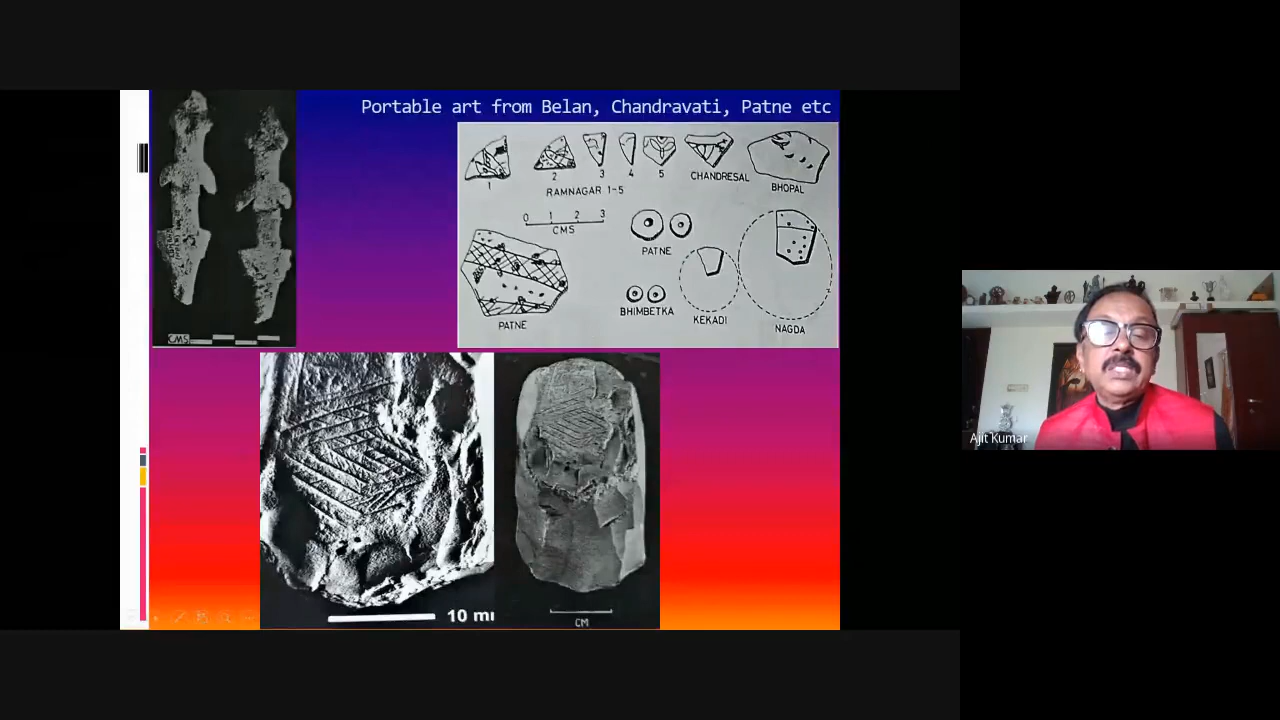 Portable art from Belan, Chandravati, Patne etc
1
2
3
4
5
RAMNAGAR 1-5
CHANDRESAL
BHOPAL
0 1 2 3
CMS
PATNE
PATNE
BHIMBETKA
KEKADI
NAGDA
CMS
10 m
CM
Ajit Kumar